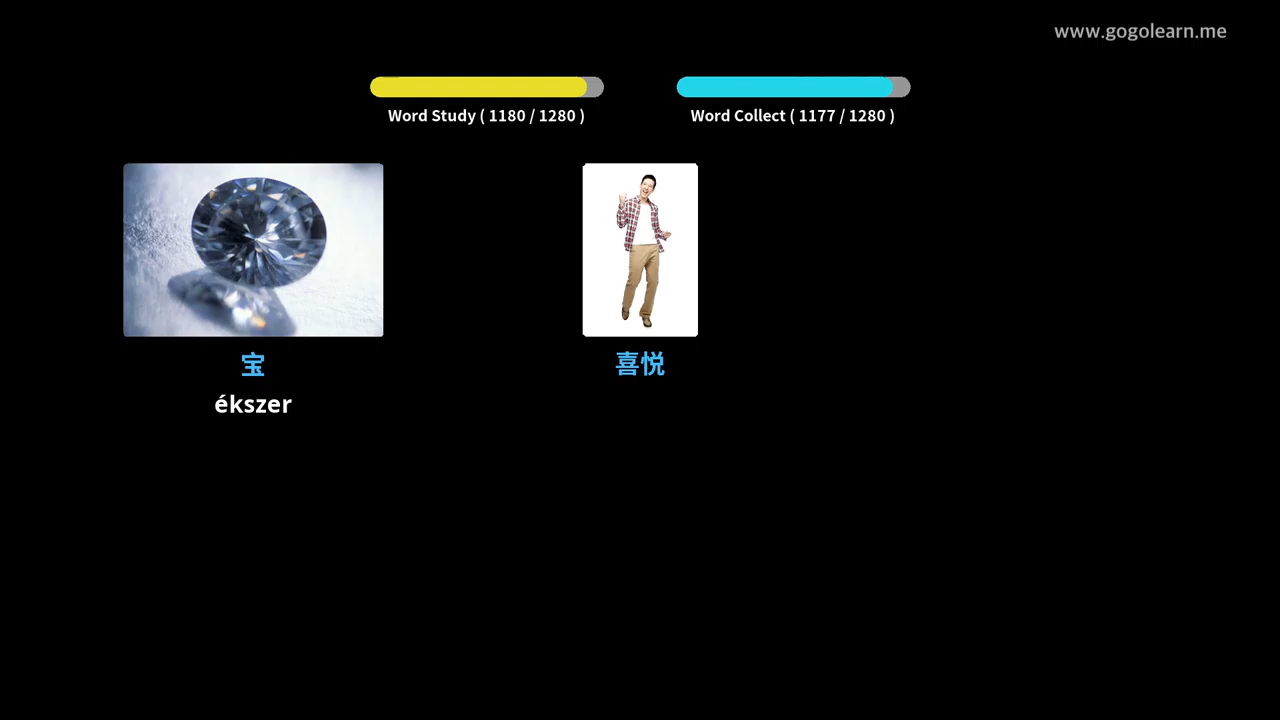 www.gogolearn.me
Word Study ( 1180 / 1280 )
Word Collect ( 1177 / 1280 )
宝
喜悦
ékszer